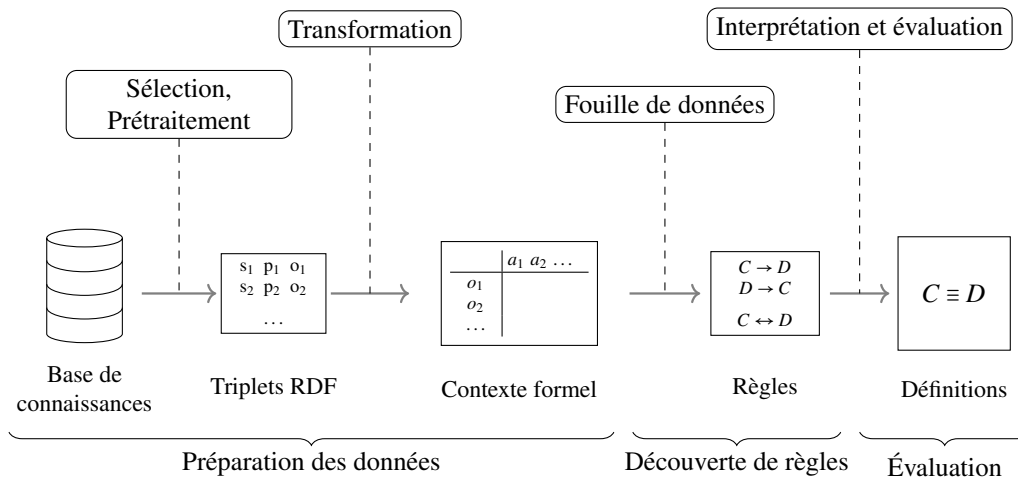 Transformation
Interprétation et évaluation
Sélection,
Prétraitement
Fouille de données
s₁ p₁ o₁
s₂ p₂ o₂
…
a₁ a₂ …
o₁
o₂
…
C → D
D → C
C ↔ D
C ≡ D
Base de
connaissances
Triplets RDF
Contexte formel
Règles
Définitions
Préparation des données
Découverte de règles
Évaluation